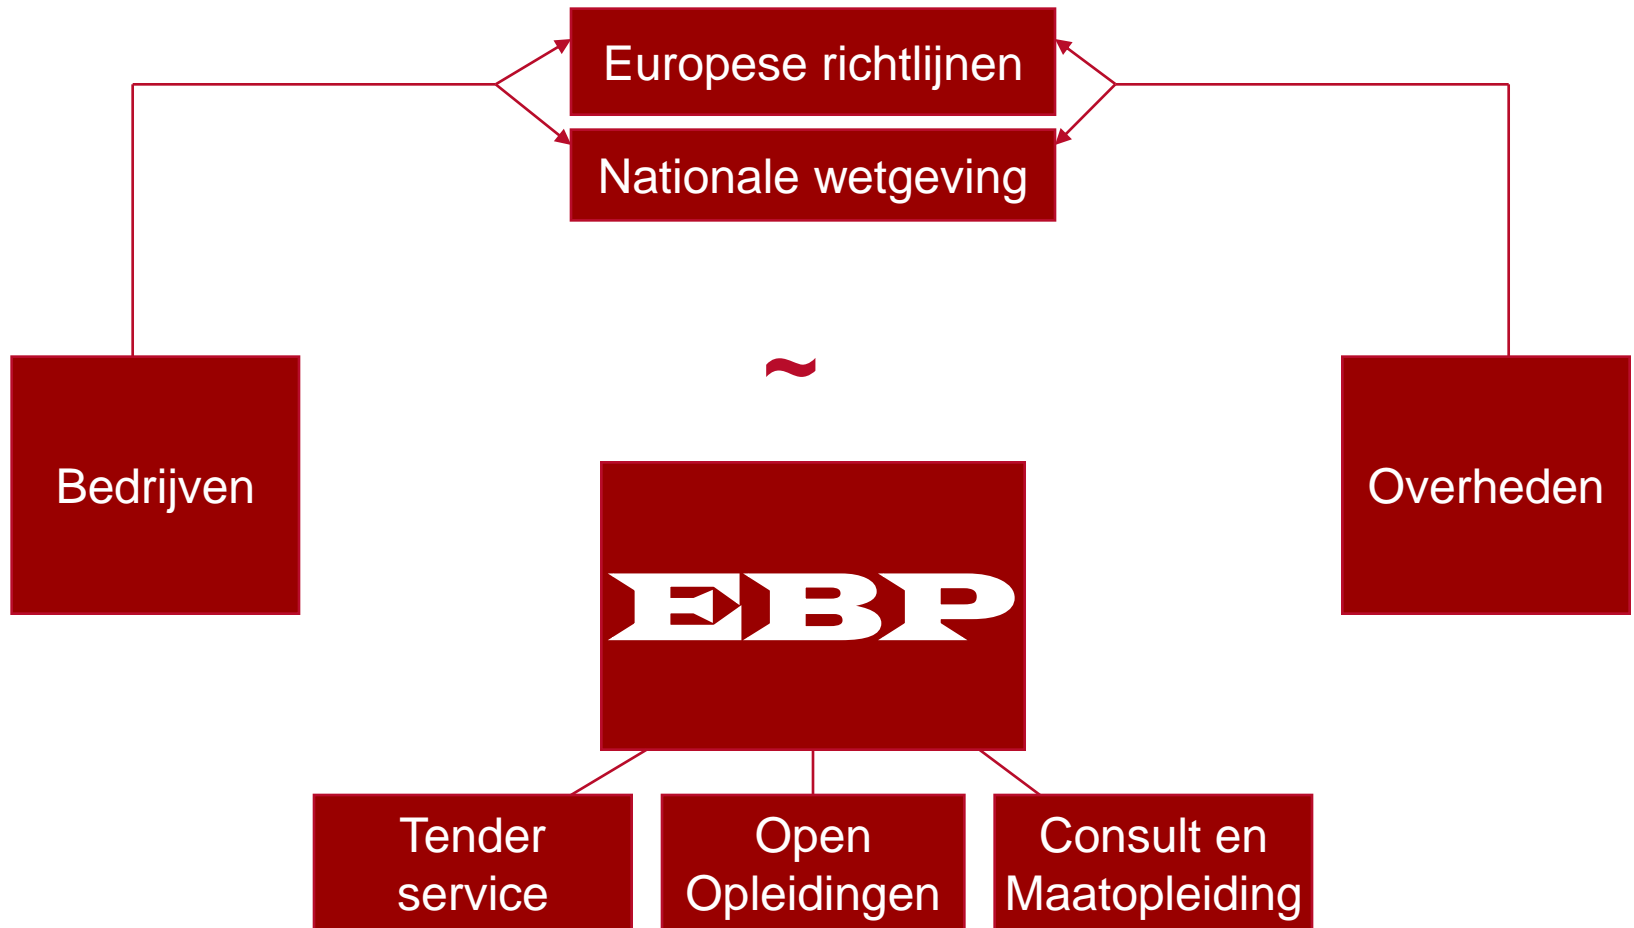 Europese richtlijnen
Nationale wetgeving
~
Bedrijven
Overheden
EBP
Tender
service
Open
Opleidingen
Consult en
Maatopleiding